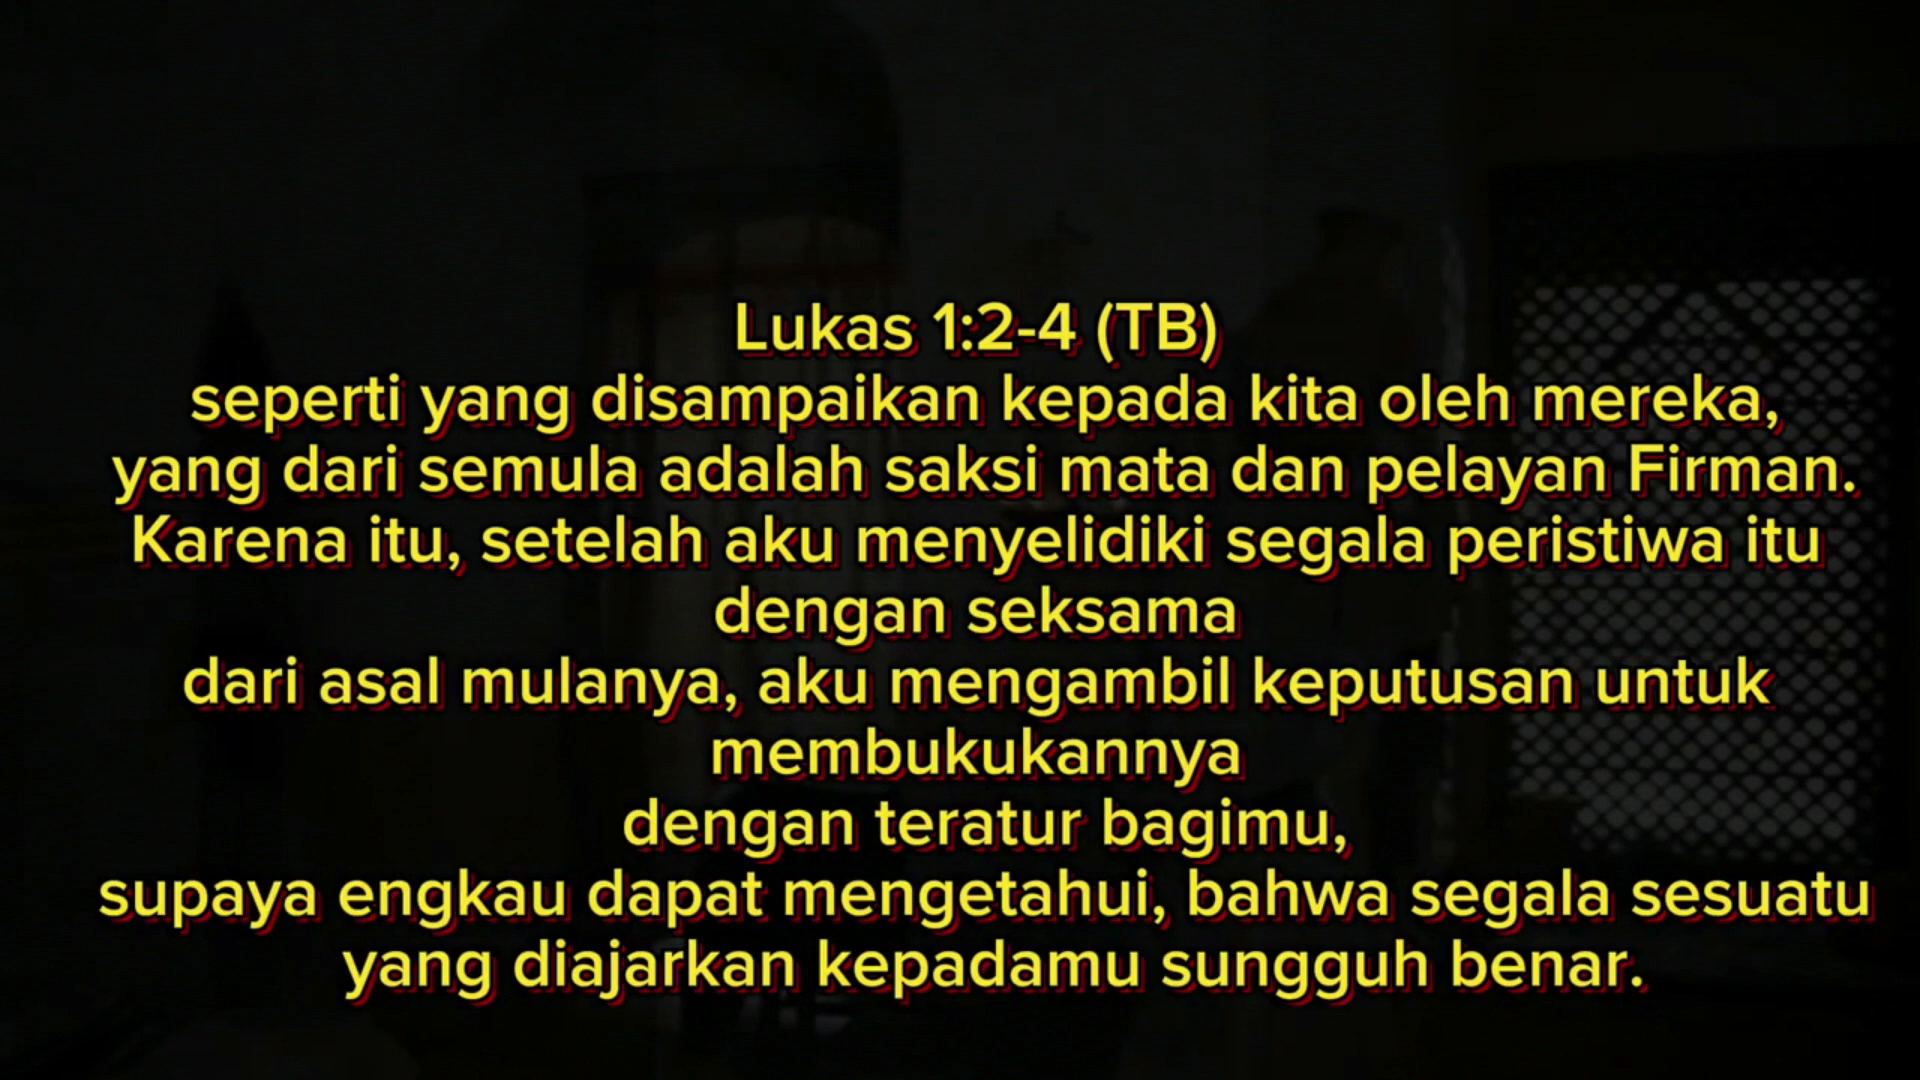 Lukas 1:2-4 (TB)
seperti yang disampaikan kepada kita oleh mereka,
yang dari semula adalah saksi mata dan pelayan Firman.
Karena itu, setelah aku menyelidiki segala peristiwa itu
dengan seksama
dari asal mulanya, aku mengambil keputusan untuk
membukukannya
dengan teratur bagimu,
supaya engkau dapat mengetahui, bahwa segala sesuatu
yang diajarkan kepadamu sungguh benar.